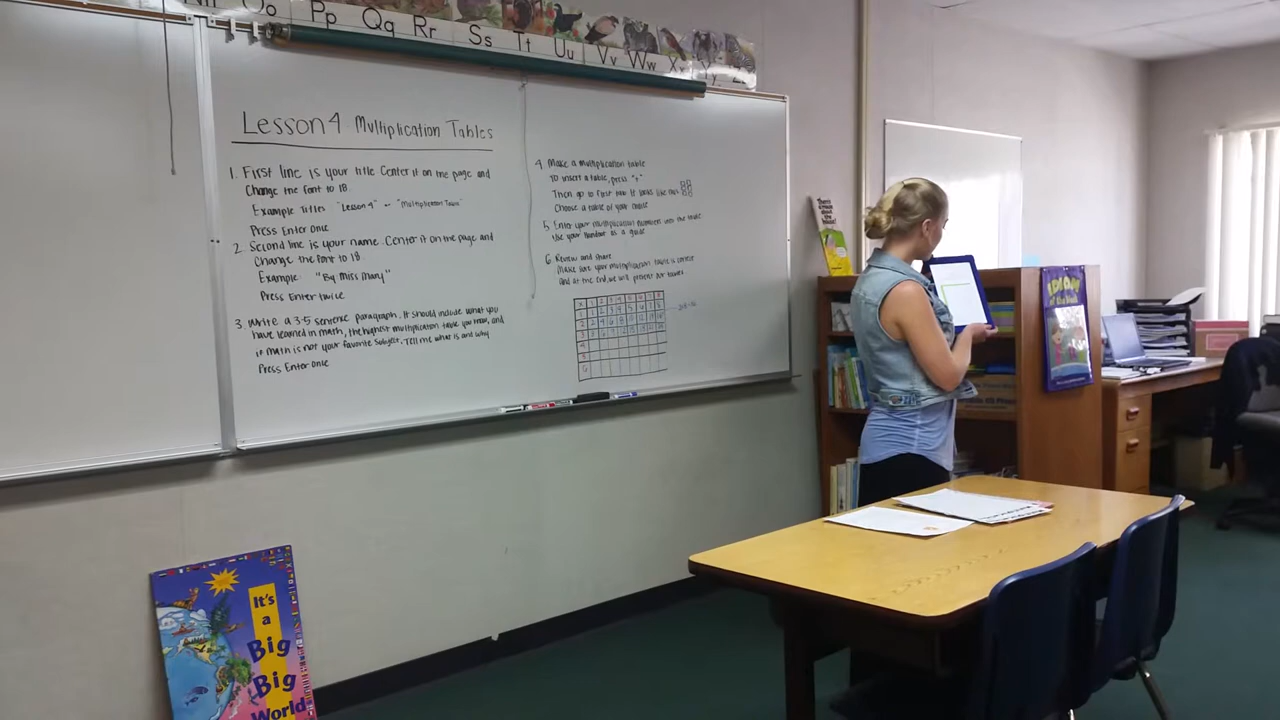 Oo Pp Qq Rr Ss Tt Uu Vv Ww Xx
Lesson 4 Multiplication Tables
1. First line is your title Center it on the page and
Change the font to 18.
Example Titles "Lesson 4" - "Multiplication Tables"
Press Enter once
2. Second line is your name. Center it on the page and
Change the font to 18.
Example: "By Miss Mary"
Press Enter twice
3. Write a 3-5 sentence paragraph. It should include what you
have learned in math, the highest multiplication table you know, and
if math is not your favorite subject, tell me what is and why
Press Enter once
4. Make a multiplication table
To insert a table, press "+"
Then go to first row It looks like this
Choose a table of your choice
5. Enter your multiplication numbers into the table
Use your handout as a guide
6. Review and share
Make sure your multiplication table is correct
and at the end, we will present our tables
It's
a
Big
Big
World